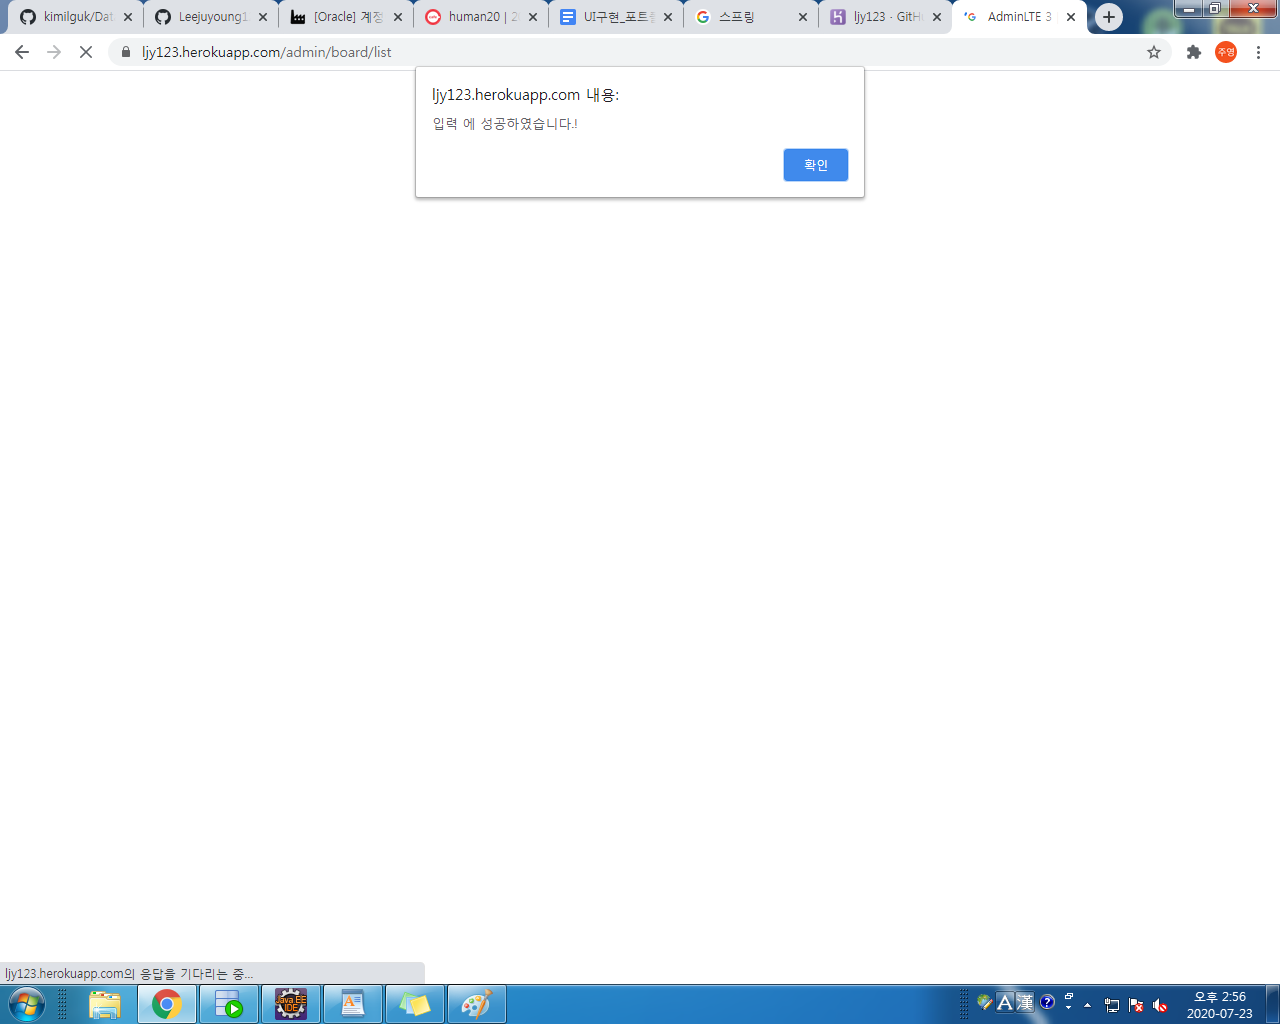 kimilguk/Dat
Leejuyoung1
[Oracle] 계정
human20 | 2
UI구현_포트폴
스프링
ljy123 · GitH
AdminLTE 3
ljy123.herokuapp.com/admin/board/list
주영
ljy123.herokuapp.com 내용:
입력 에 성공하였습니다.!
확인
ljy123.herokuapp.com의 응답을 기다리는 중...
Java EE
IDE
A 漢
오후 2:56
2020-07-23